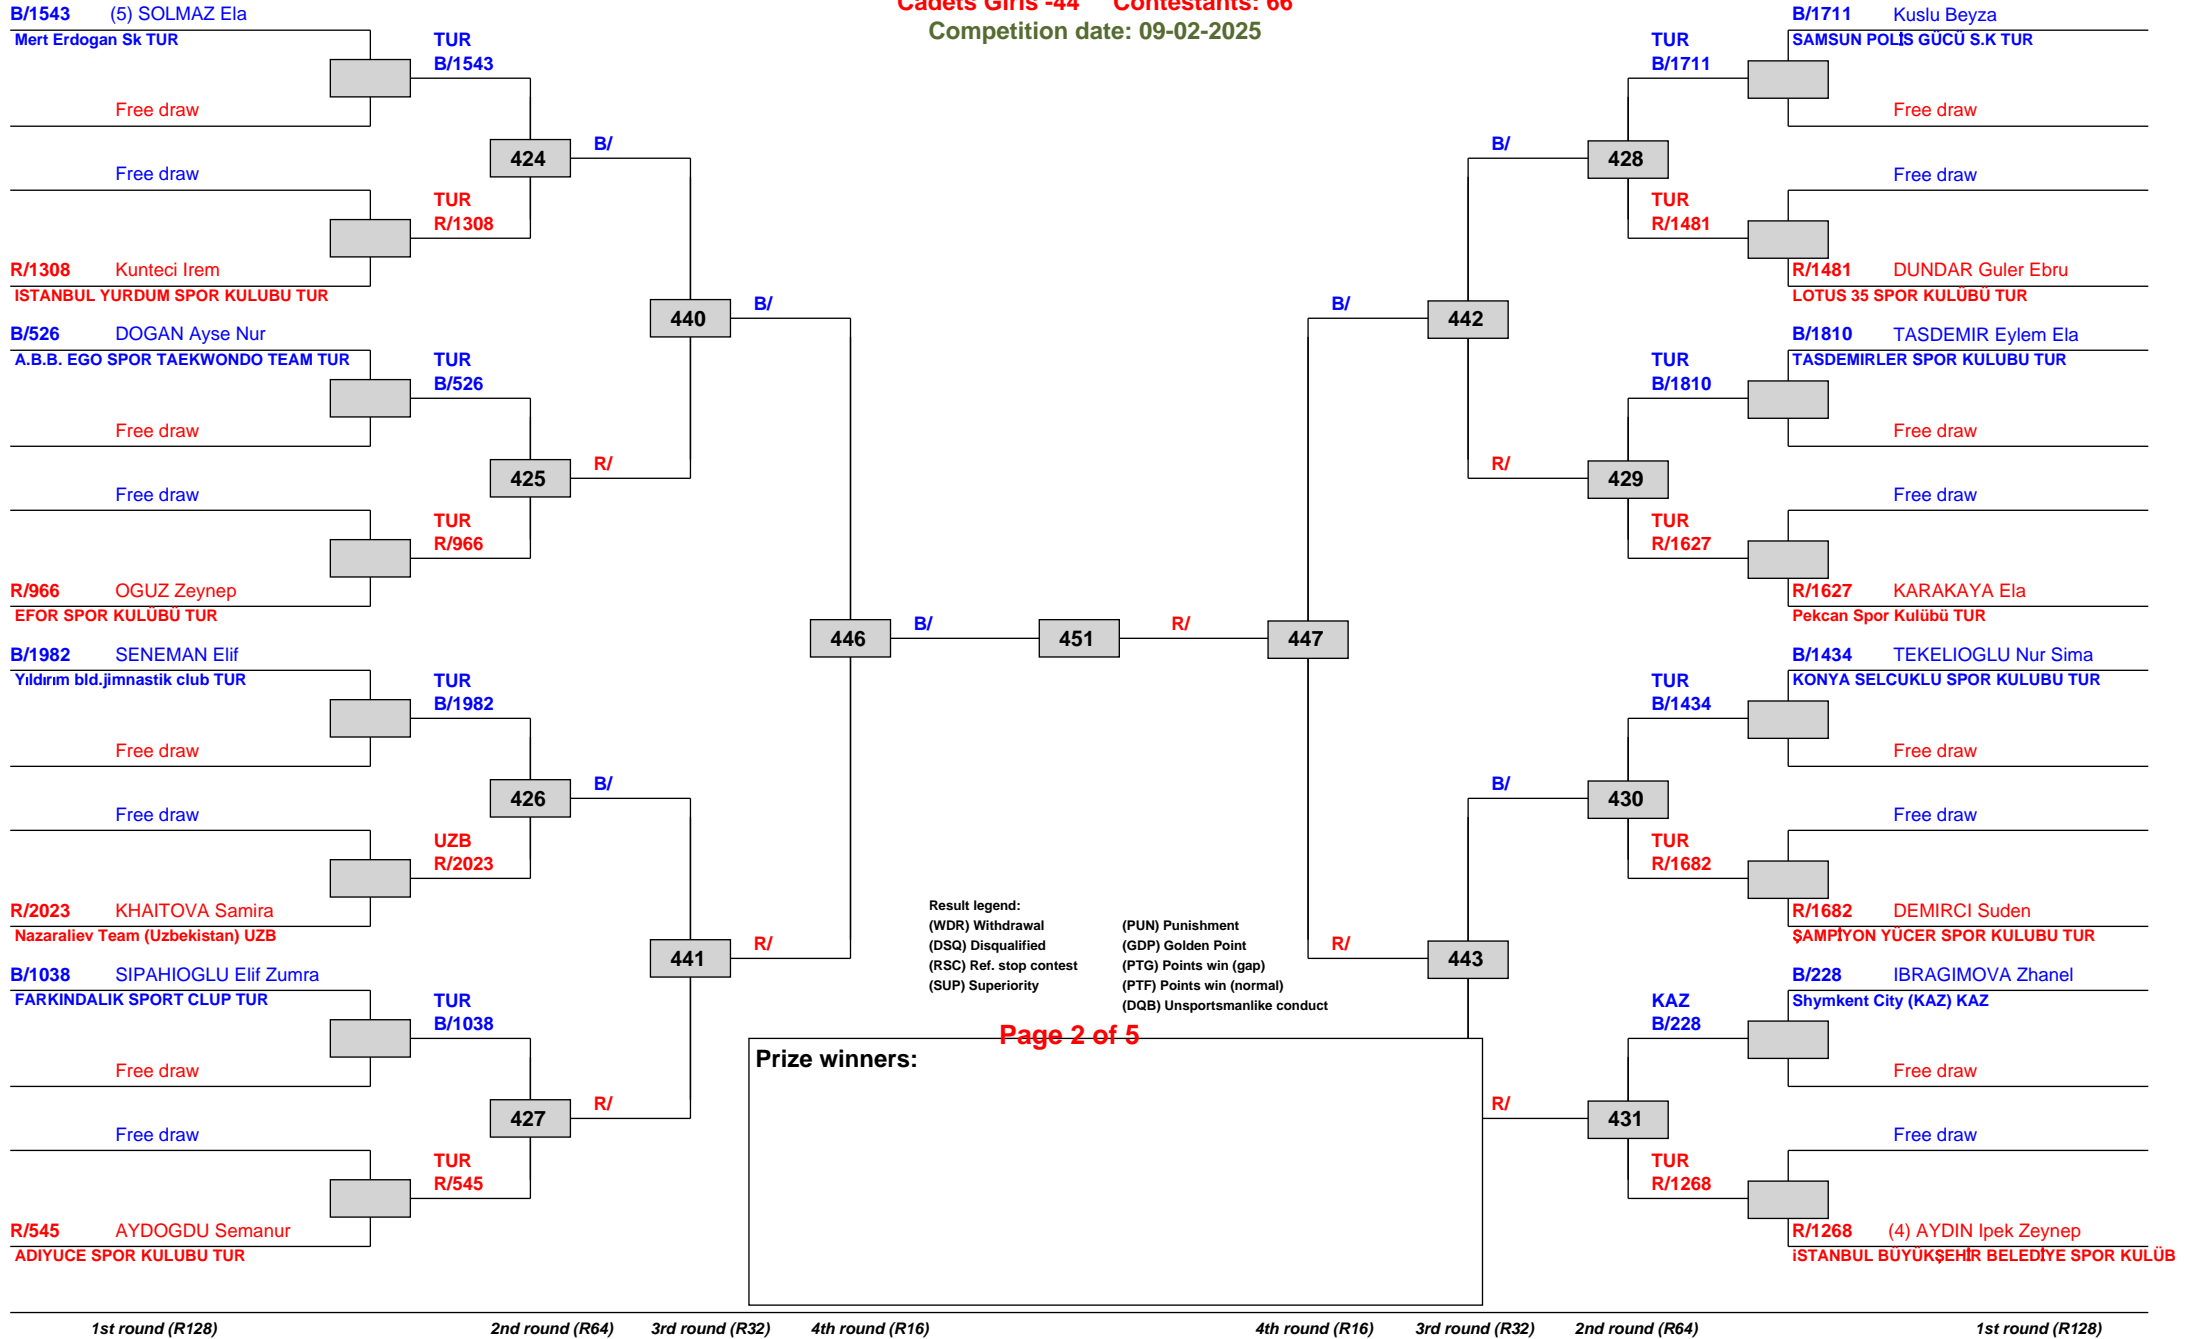 Cadets Girls -44 Contestants: 66
Competition date: 09-02-2025
B/1543 (5) SOLMAZ Ela
Mert Erdogan Sk TUR
TUR
B/1543
Free draw
424
B/
Free draw
TUR
R/1308
R/1308 Kunteci Irem
ISTANBUL YURDUM SPOR KULUBU TUR
440
B/
B/526 DOGAN Ayse Nur
A.B.B. EGO SPOR TAEKWONDO TEAM TUR
TUR
B/526
Free draw
425
R/
Free draw
TUR
R/966
R/966 OGUZ Zeynep
EFOR SPOR KULÜBÜ TUR
446
B/
451
R/
447
B/1982 SENEMAN Elif
Yıldırım bld.jimnastik club TUR
TUR
B/1982
Free draw
426
B/
Free draw
UZB
R/2023
R/2023 KHAITOVA Samira
Nazaraliev Team (Uzbekistan) UZB
441
R/
B/1038 SIPAHIOGLU Elif Zumra
FARKINDALIK SPORT CLUP TUR
TUR
B/1038
Free draw
427
R/
Free draw
TUR
R/545
R/545 AYDOGDU Semanur
ADIYUCE SPOR KULUBU TUR
B/1711 Kuslu Beyza
SAMSUN POLİS GÜCÜ S.K TUR
TUR
B/1711
Free draw
B/
428
Free draw
TUR
R/1481
R/1481 DUNDAR Guler Ebru
LOTUS 35 SPOR KULÜBÜ TUR
B/
442
B/1810 TASDEMIR Eylem Ela
TASDEMIRLER SPOR KULUBU TUR
TUR
B/1810
Free draw
R/
429
Free draw
TUR
R/1627
R/1627 KARAKAYA Ela
Pekcan Spor Kulübü TUR
B/1434 TEKELIOGLU Nur Sima
KONYA SELCUKLU SPOR KULUBU TUR
TUR
B/1434
Free draw
B/
430
Free draw
TUR
R/1682
R/1682 DEMIRCI Suden
ŞAMPİYON YÜCER SPOR KULUBU TUR
R/
443
B/228 IBRAGIMOVA Zhanel
Shymkent City (KAZ) KAZ
KAZ
B/228
Free draw
R/
431
Free draw
TUR
R/1268
R/1268 (4) AYDIN Ipek Zeynep
iSTANBUL BÜYÜKŞEHİR BELEDİYE SPOR KULÜB
Result legend:
(WDR) Withdrawal (PUN) Punishment
(DSQ) Disqualified (GDP) Golden Point
(RSC) Ref. stop contest (PTG) Points win (gap)
(SUP) Superiority (PTF) Points win (normal)
(DQB) Unsportsmanlike conduct
Page 2 of 5
Prize winners:
1st round (R128) 2nd round (R64) 3rd round (R32) 4th round (R16) 4th round (R16) 3rd round (R32) 2nd round (R64) 1st round (R128)